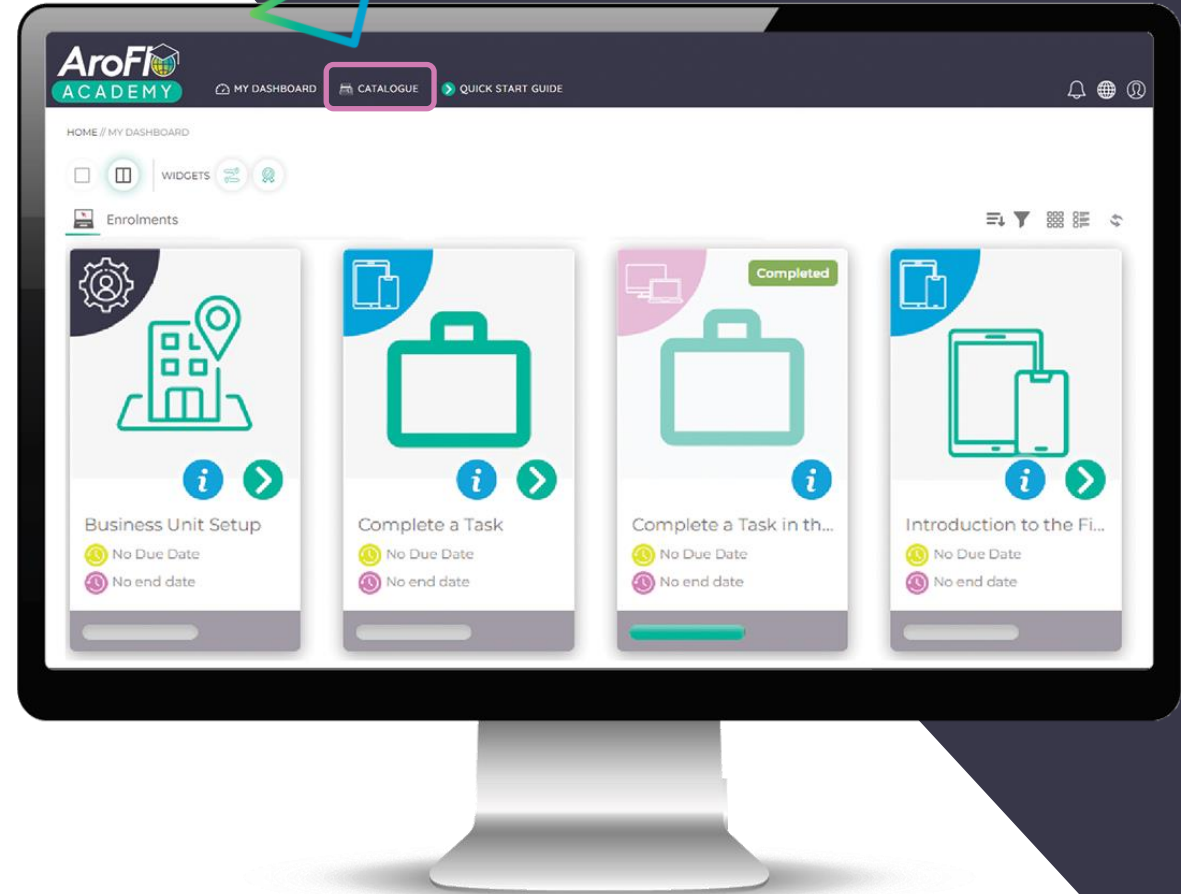 AroFlo
ACADEMY
MY DASHBOARD
CATALOGUE
QUICK START GUIDE
HOME // MY DASHBOARD
WIDGETS
Enrolments
Completed
i
i
i
i
Business Unit Setup
No Due Date
No end date
Complete a Task
No Due Date
No end date
Complete a Task in th...
No Due Date
No end date
Introduction to the Fi...
No Due Date
No end date